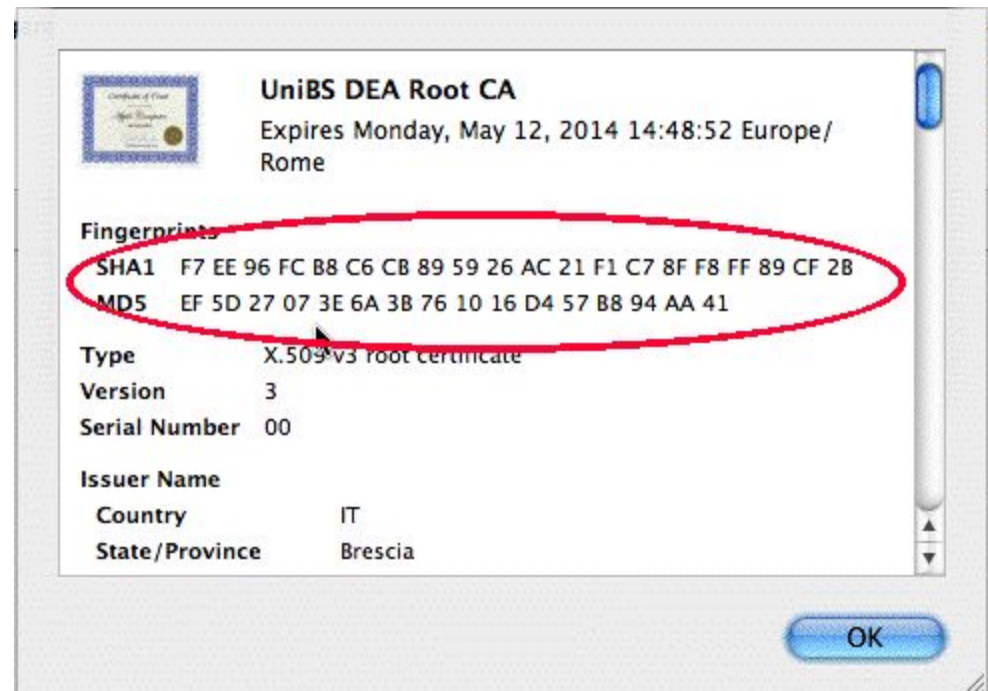 UniBS DEA Root CA
Expires Monday, May 12, 2014 14:48:52 Europe/
Rome
Fingerprints
SHA1 F7 EE 96 FC B8 C6 CB 89 59 26 AC 21 F1 C7 8F F8 FF 89 CF 2B
MD5 EF 5D 27 07 3E 6A 3B 76 10 16 D4 57 B8 94 AA 41
Type X.509 v3 root certificate
Version 3
Serial Number 00
Issuer Name
Country IT
State/Province Brescia
OK